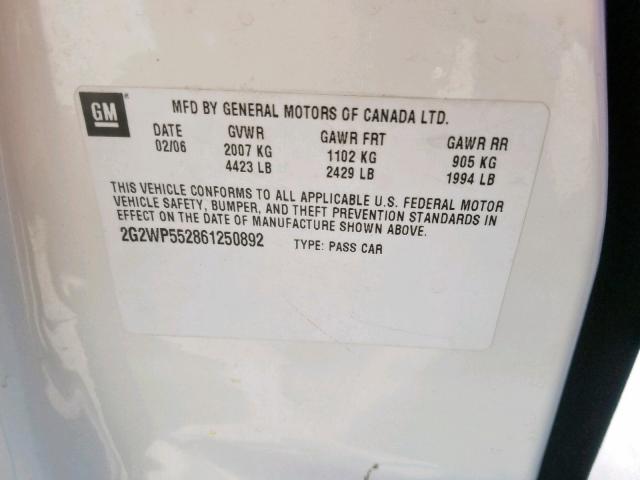 GM
MFD BY GENERAL MOTORS OF CANADA LTD.
DATE GVWR GAWR FRT GAWR RR
02/06 2007 KG 1102 KG 905 KG
4423 LB 2429 LB 1994 LB
THIS VEHICLE CONFORMS TO ALL APPLICABLE U.S. FEDERAL MOTOR
VEHICLE SAFETY, BUMPER, AND THEFT PREVENTION STANDARDS IN
EFFECT ON THE DATE OF MANUFACTURE SHOWN ABOVE.
2G2WP552861250892 TYPE: PASS CAR